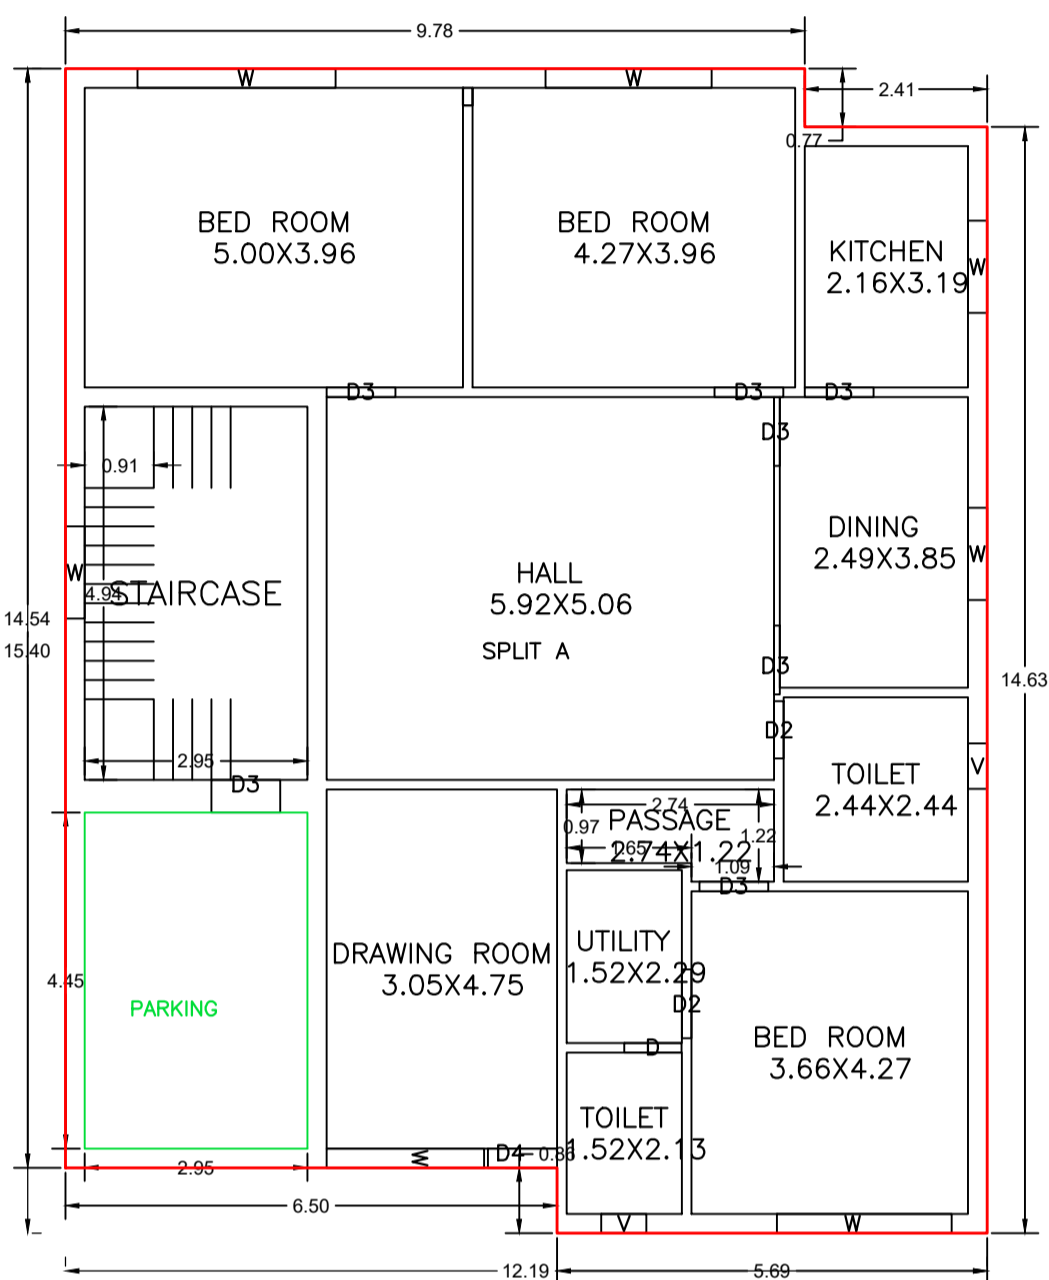 9.78
W
W
2.41
0.77
BED ROOM
5.00X3.96
BED ROOM
4.27X3.96
KITCHEN
2.16X3.19
W
D3
D3
D3
D3
0.91
W
4.94
STAIRCASE
HALL
5.92X5.06
SPLIT A
DINING
2.49X3.85
W
14.54
15.40
14.63
D3
D2
2.95
D3
TOILET
2.44X2.44
V
2.74
0.97
PASSAGE
2.74X1.22
1.22
1.65
1.09
D3
DRAWING ROOM
3.05X4.75
UTILITY
1.52X2.29
D2
4.45
PARKING
D
BED ROOM
3.66X4.27
TOILET
1.52X2.13
W
D4
0.86
2.95
6.50
V
W
12.19
5.69